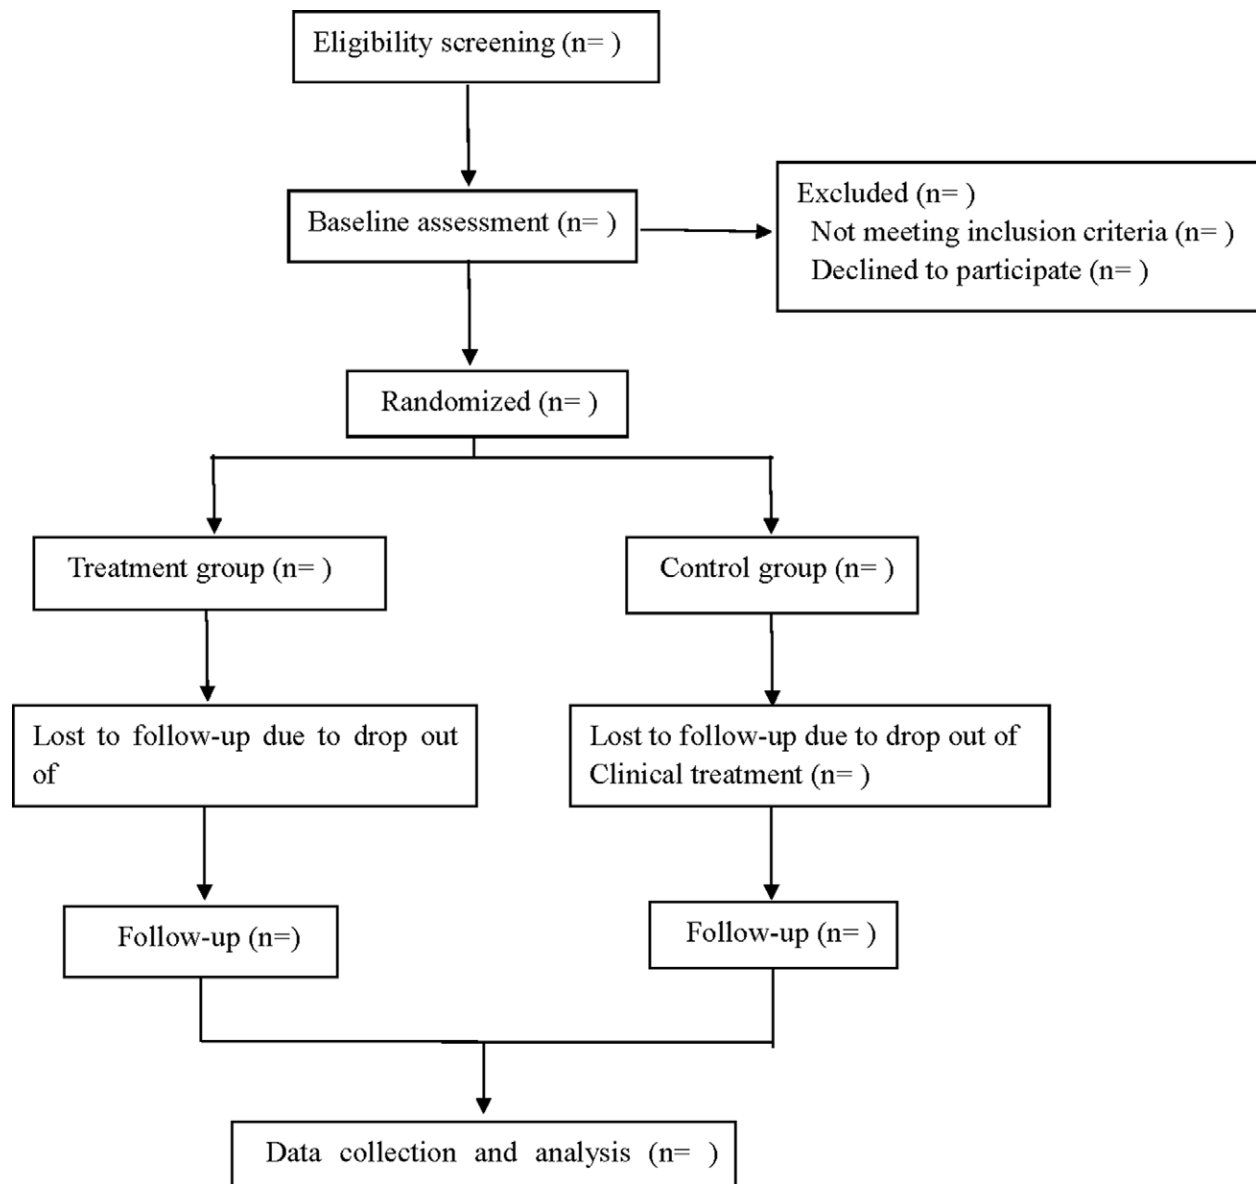 Eligibility screening (n= )
Baseline assessment (n= )
Excluded (n= )
Not meeting inclusion criteria (n= )
Declined to participate (n= )
Randomized (n= )
Treatment group (n= )
Control group (n= )
Lost to follow-up due to drop out
of
Lost to follow-up due to drop out of
Clinical treatment (n= )
Follow-up (n=)
Follow-up (n= )
Data collection and analysis (n= )